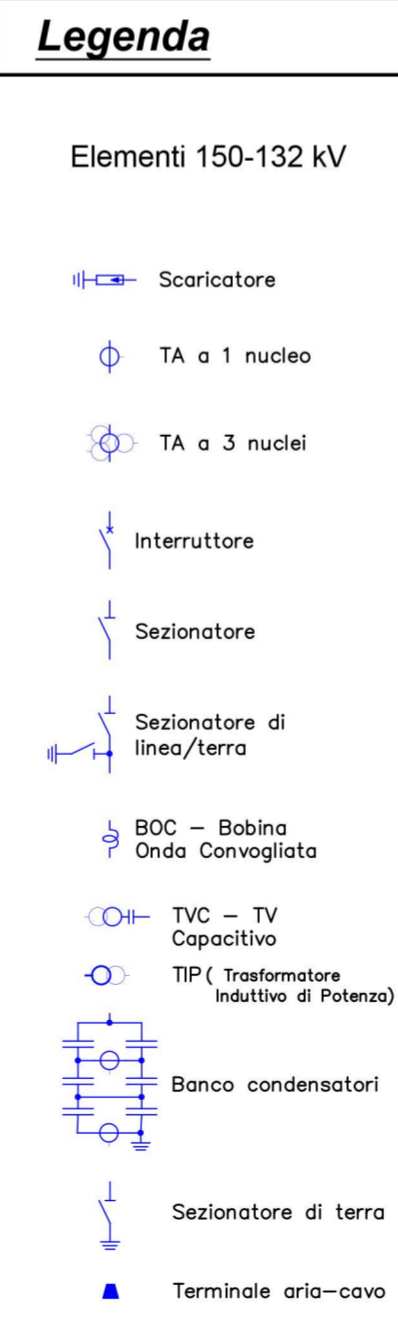 Legenda
Elementi 150-132 kV
Scaricatore
TA a 1 nucleo
TA a 3 nuclei
Interruttore
Sezionatore
Sezionatore di
linea/terra
BOC – Bobina
Onda Convogliata
TVC – TV
Capacitivo
TIP ( Trasformatore
Induttivo di Potenza)
Banco condensatori
Sezionatore di terra
Terminale aria–cavo